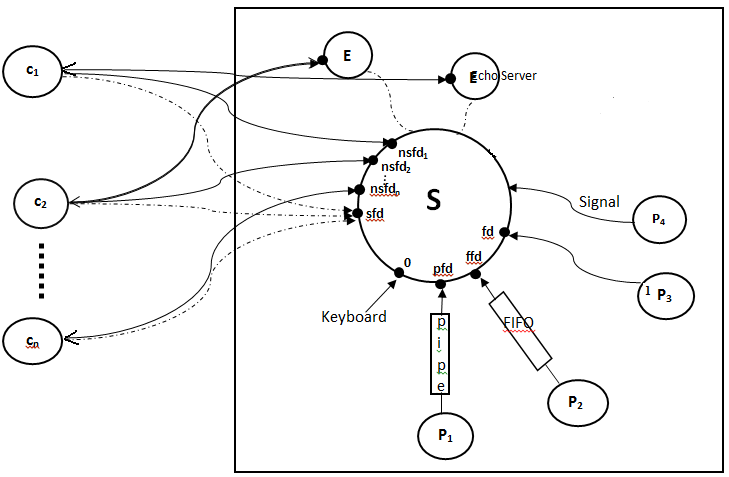 E
c1
E
Echo Server
nsfd1
nsfd2
nsfdn
c2
S
Signal
P4
sfd
fd
0
pfd
ffd
1 P3
Keyboard
p
i
p
e
FIFO
cn
P2
P1